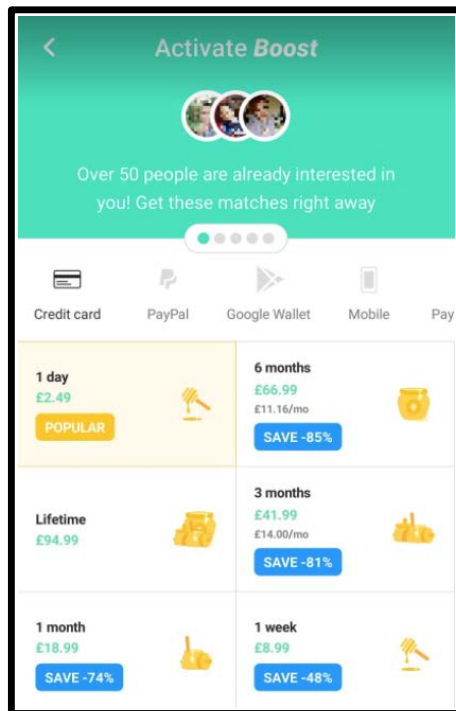 Activate Boost
Over 50 people are already interested in
you! Get these matches right away
Credit card
PayPal
Google Wallet
Mobile
Pay
1 day
£2.49
POPULAR
6 months
£66.99
£11.16/mo
SAVE -85%
Lifetime
£94.99
3 months
£41.99
£14.00/mo
SAVE -81%
1 month
£18.99
SAVE -74%
1 week
£8.99
SAVE -48%